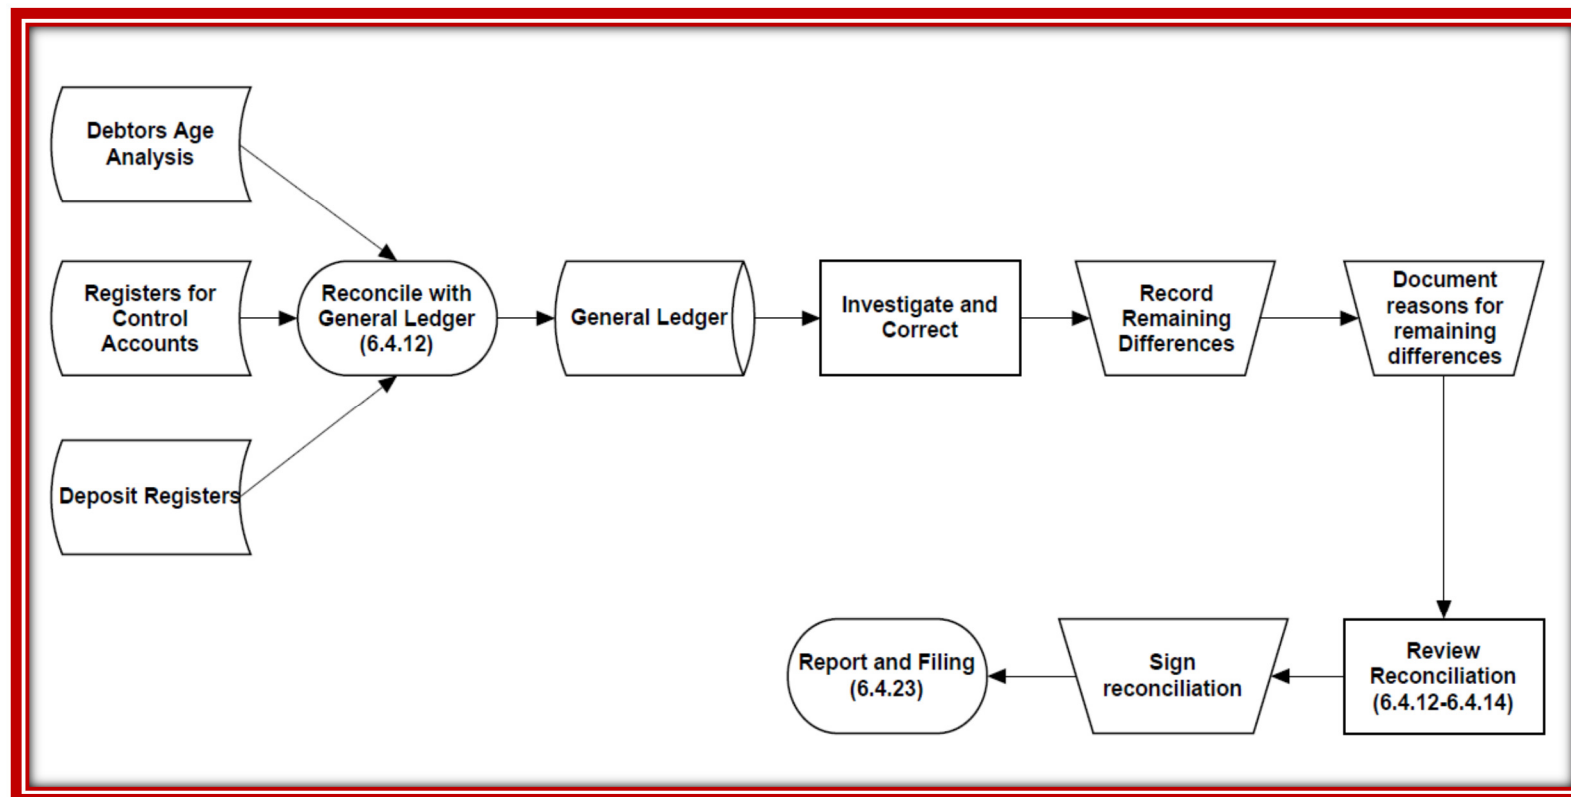 Debtors Age
Analysis
Registers for
Control
Accounts
Deposit Registers
Reconcile with
General Ledger
(6.4.12)
General Ledger
Investigate and
Correct
Record
Remaining
Differences
Document
reasons for
remaining
differences
Review
Reconciliation
(6.4.12-6.4.14)
Sign
reconciliation
Report and Filing
(6.4.23)